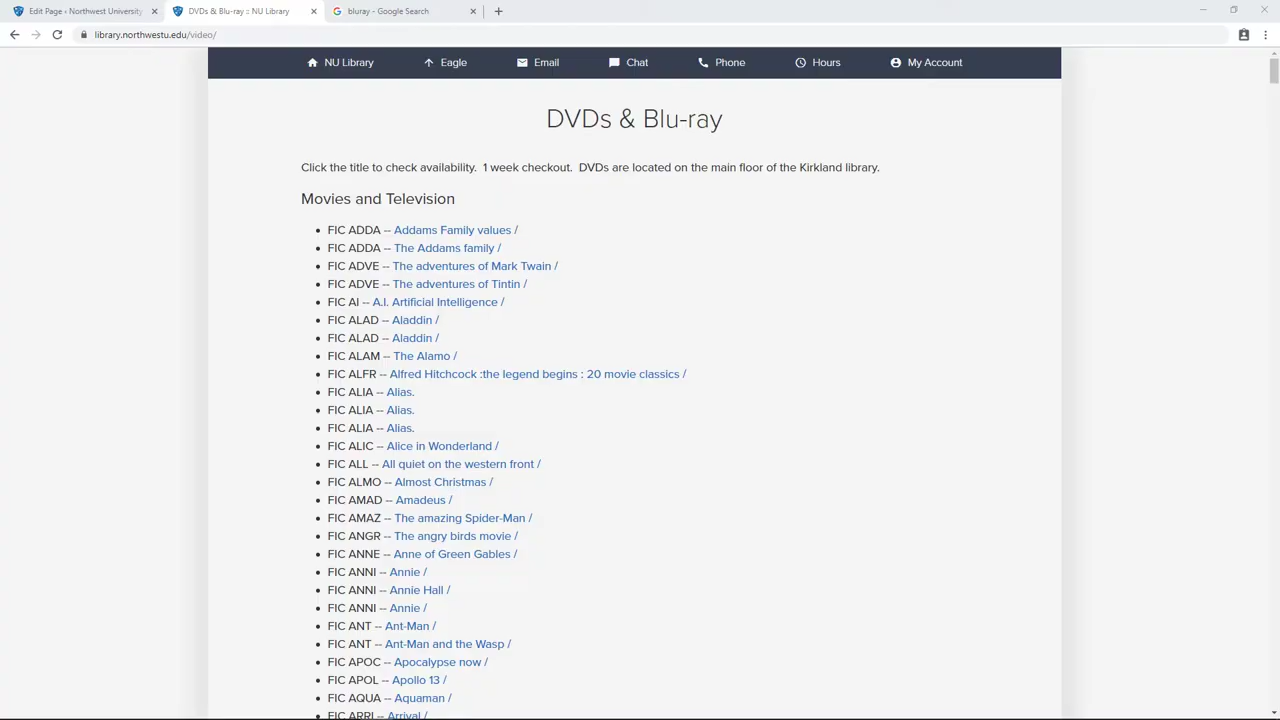 Edit Page ‹ Northwest University,
DVDs & Blu-ray :: NU Library
bluray - Google Search
library.northwestu.edu/video/
NU Library
Eagle
Email
Chat
Phone
Hours
My Account
DVDs & Blu-ray
Click the title to check availability.  1 week checkout.  DVDs are located on the main floor of the Kirkland library.
Movies and Television
FIC ADDA -- Addams Family values /
FIC ADDA -- The Addams family /
FIC ADVE -- The adventures of Mark Twain /
FIC ADVE -- The adventures of Tintin /
FIC AI -- A.I. Artificial Intelligence /
FIC ALAD -- Aladdin /
FIC ALAD -- Aladdin /
FIC ALAM -- The Alamo /
FIC ALFR -- Alfred Hitchcock :the legend begins : 20 movie classics /
FIC ALIA -- Alias.
FIC ALIA -- Alias.
FIC ALIA -- Alias.
FIC ALIC -- Alice in Wonderland /
FIC ALL -- All quiet on the western front /
FIC ALMO -- Almost Christmas /
FIC AMAD -- Amadeus /
FIC AMAZ -- The amazing Spider-Man /
FIC ANGR -- The angry birds movie /
FIC ANNE -- Anne of Green Gables /
FIC ANNI -- Annie /
FIC ANNI -- Annie Hall /
FIC ANNI -- Annie /
FIC ANT -- Ant-Man /
FIC ANT -- Ant-Man and the Wasp /
FIC APOC -- Apocalypse now /
FIC APOL -- Apollo 13 /
FIC AQUA -- Aquaman /
FIC ARRI -- Arrival /